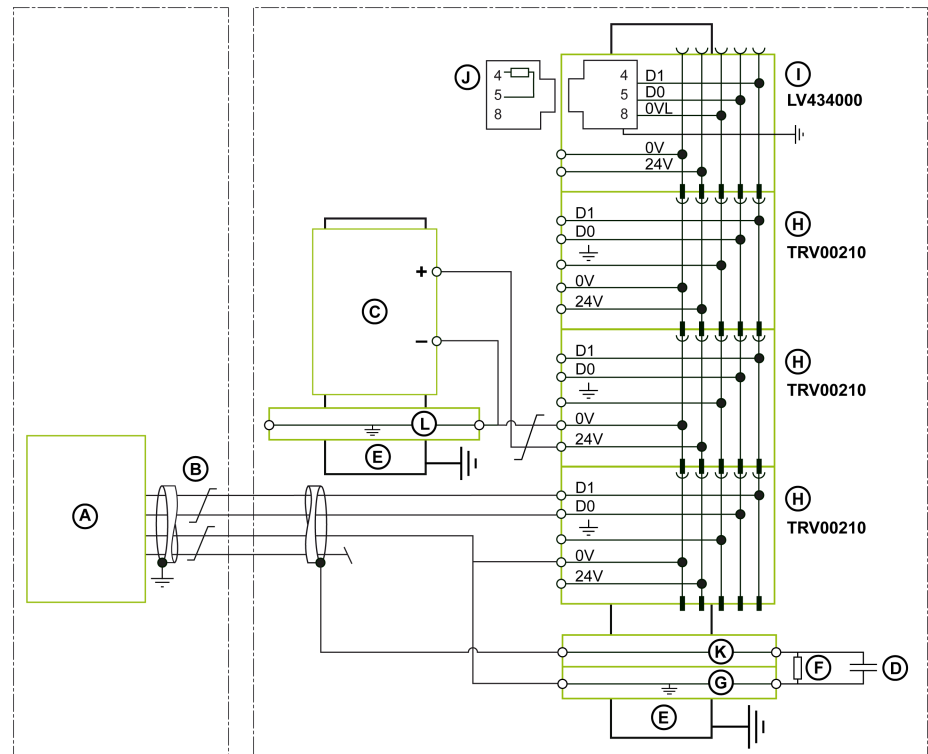 J
4
5
8
4
5
8
D1
D0
0VL
I
LV434000
0V
24V
D1
D0
0V
24V
H
TRV00210
C
+
–
D1
D0
0V
24V
H
TRV00210
L
E
A
B
D1
D0
0V
24V
H
TRV00210
K
F
D
G
E